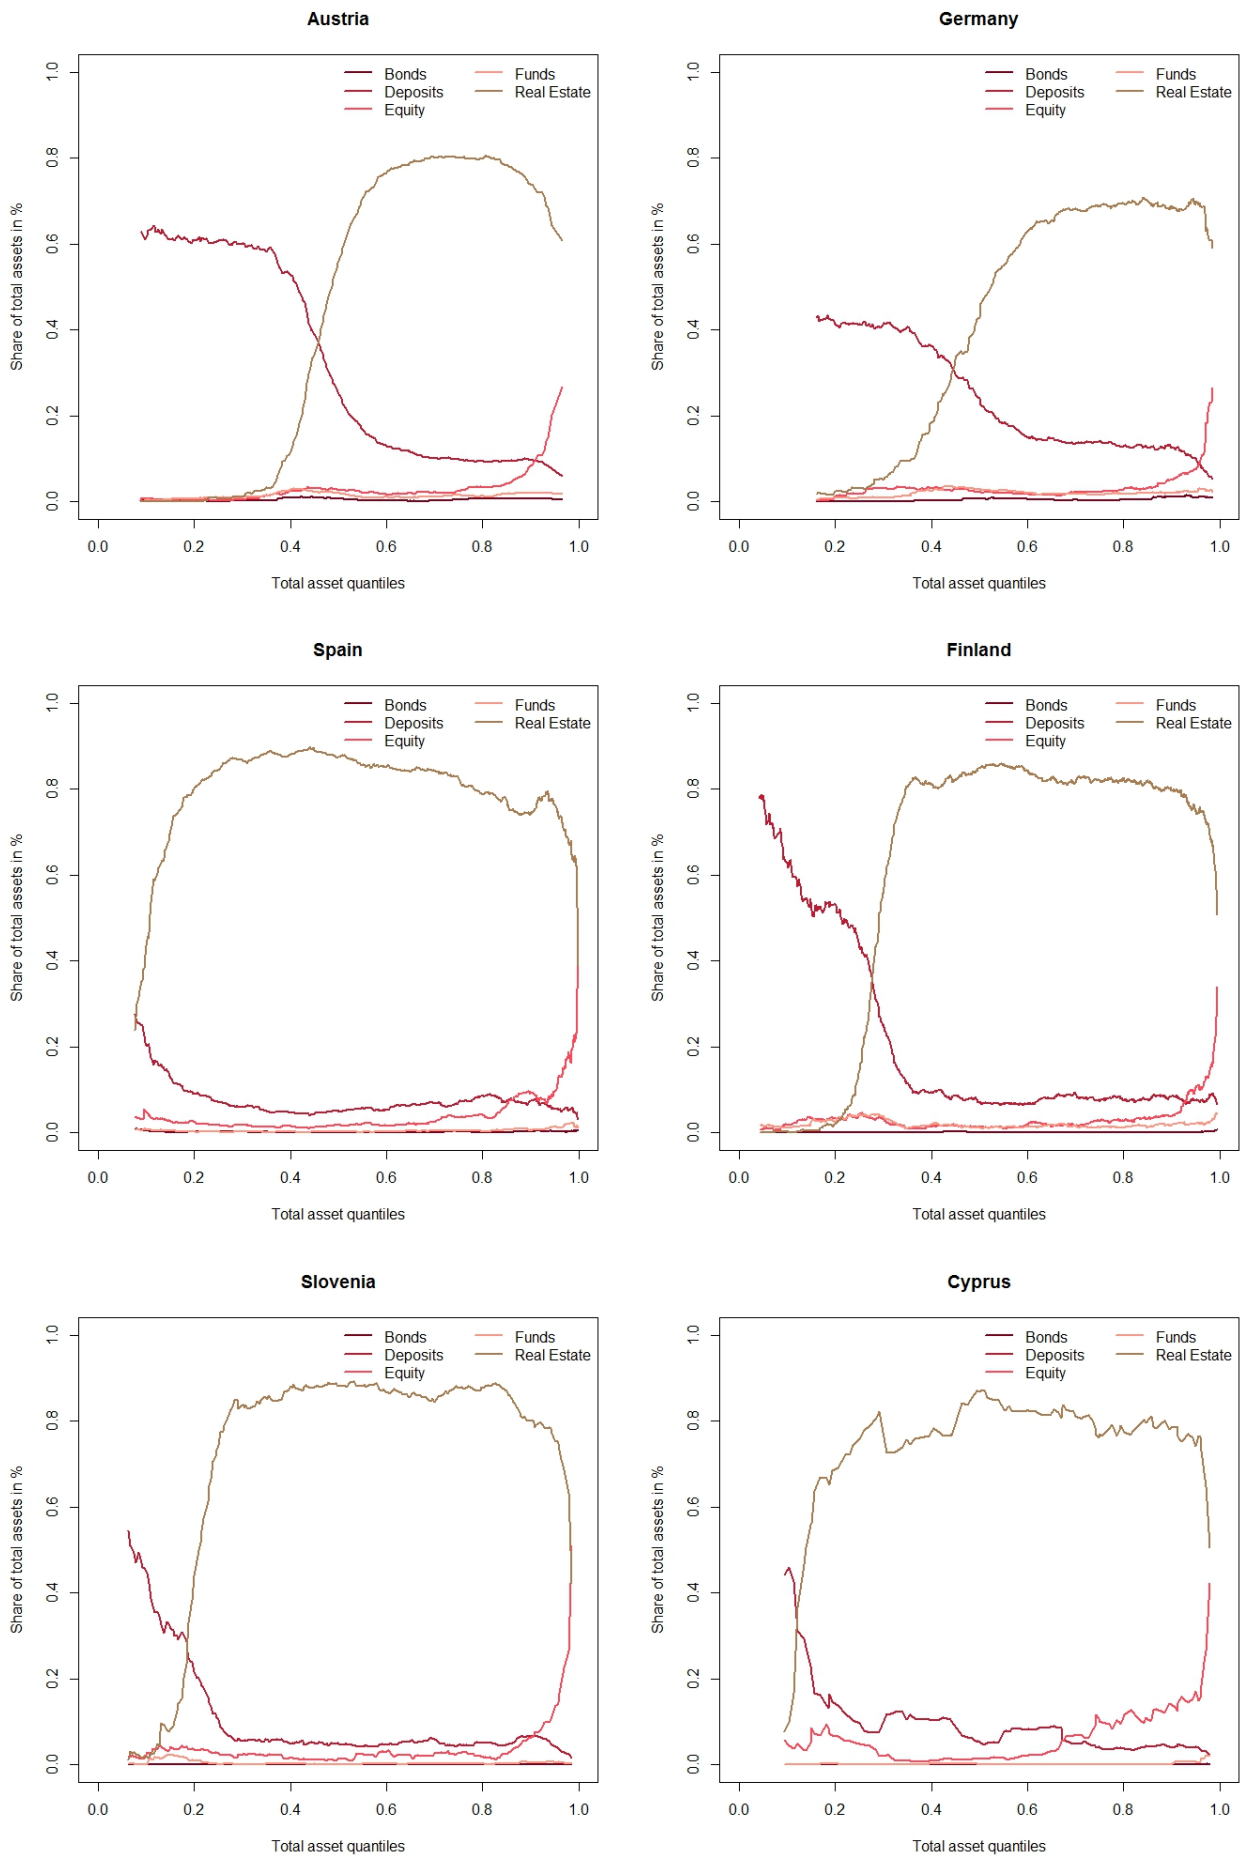 Austria
Bonds Funds
Deposits Real Estate
Equity
Share of total assets in %
1.0
0.8
0.6
0.4
0.2
0.0
0.0 0.2 0.4 0.6 0.8 1.0
Total asset quantiles
Germany
Bonds Funds
Deposits Real Estate
Equity
Share of total assets in %
1.0
0.8
0.6
0.4
0.2
0.0
0.0 0.2 0.4 0.6 0.8 1.0
Total asset quantiles
Spain
Bonds Funds
Deposits Real Estate
Equity
Share of total assets in %
1.0
0.8
0.6
0.4
0.2
0.0
0.0 0.2 0.4 0.6 0.8 1.0
Total asset quantiles
Finland
Bonds Funds
Deposits Real Estate
Equity
Share of total assets in %
1.0
0.8
0.6
0.4
0.2
0.0
0.0 0.2 0.4 0.6 0.8 1.0
Total asset quantiles
Slovenia
Bonds Funds
Deposits Real Estate
Equity
Share of total assets in %
1.0
0.8
0.6
0.4
0.2
0.0
0.0 0.2 0.4 0.6 0.8 1.0
Total asset quantiles
Cyprus
Bonds Funds
Deposits Real Estate
Equity
Share of total assets in %
1.0
0.8
0.6
0.4
0.2
0.0
0.0 0.2 0.4 0.6 0.8 1.0
Total asset quantiles